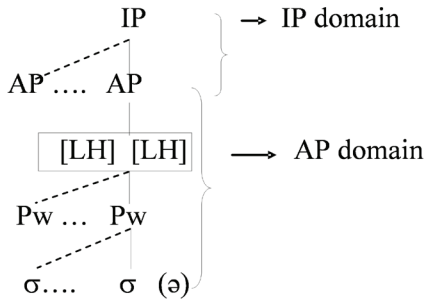 IP → IP domain
AP …. AP
[LH] [LH] → AP domain
Pw … Pw
σ…. σ (ə)